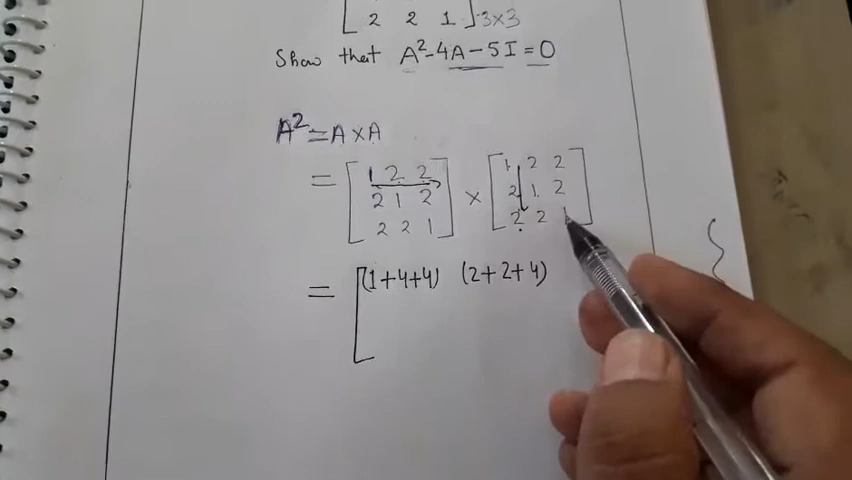 2 2 1 3×3
Show that A²-4A-5I=0
A²=A×A
= [1 2 2] × [1 2 2]
2 1 2 2 1 2
2 2 1 2 2 1
= [(1+4+4) (2+2+4)